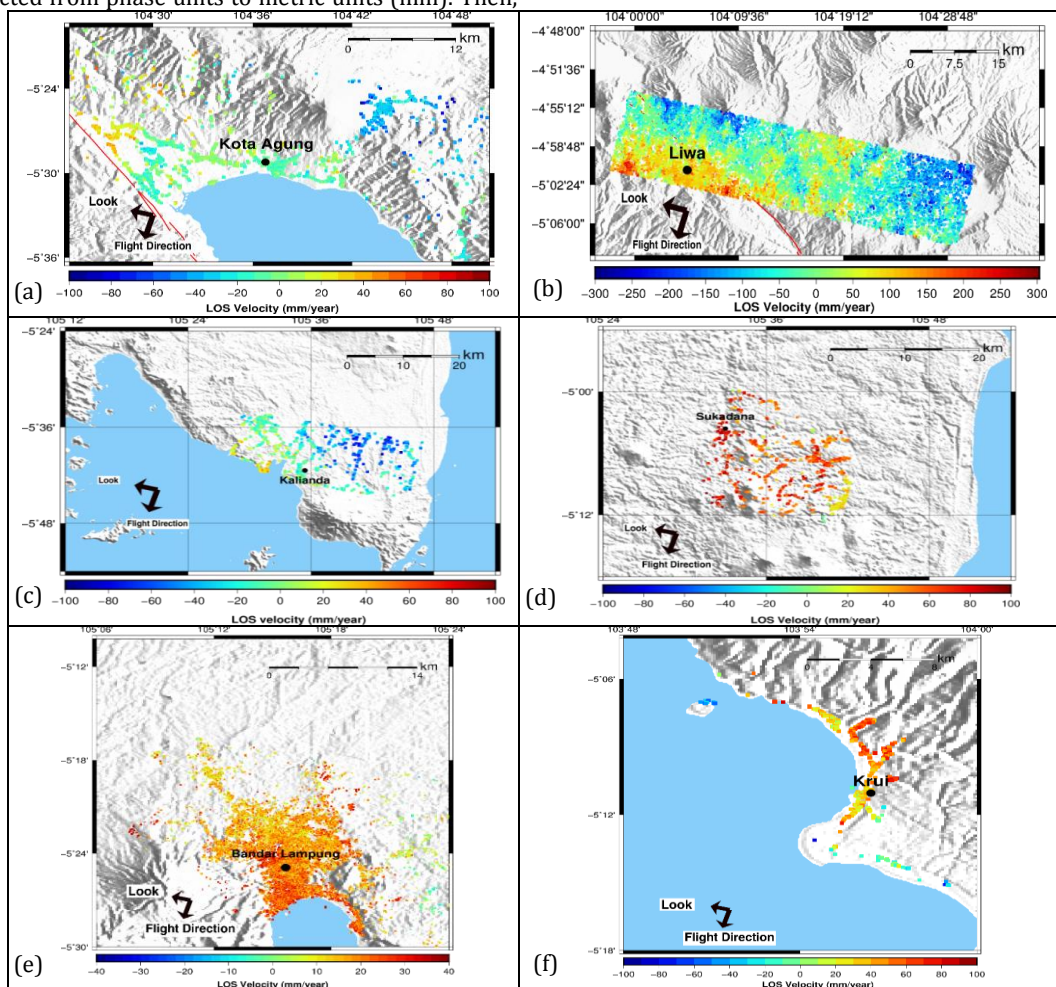 cted from phase units to metric units (mm). Then,
104˚30' 104˚36' 104˚42' 104˚48'
0 12
km
−5˚24'
Kota Agung
−5˚30'
Look
Flight Direction
−5˚36'
−100 −80 −60 −40 −20 0 20 40 60 80 100
(a)
LOS Velocity (mm/year)
104˚00'00" 104˚09'36" 104˚19'12" 104˚28'48"
−4˚48'00"
km
0 7.5 15
−4˚51'36"
−4˚55'12"
−4˚58'48"
Liwa
−5˚02'24"
Look
−5˚06'00"
Flight Direction
−300 −250 −200 −150 −100 −50 0 50 100 150 200 250 300
(b)
LOS Velocity (mm/year)
105˚12' 105˚24' 105˚36' 105˚48'
−5˚24'
0 10 20
km
−5˚36'
Kalianda
Look
−5˚48'
Flight Direction
−100 −80 −60 −40 −20 0 20 40 60 80 100
(c)
LOS Velocity (mm/year)
105˚24' 105˚36' 105˚48'
0 10 20
km
−5˚00'
Sukadana
−5˚12'
Look
Flight Direction
−100 −80 −60 −40 −20 0 20 40 60 80 100
(d)
LOS Velocity (mm/year)
105˚06' 105˚12' 105˚18' 105˚24'
−5˚12'
km
0 14
−5˚18'
−5˚24'
Bandar Lampung
Look
Flight Direction
−5˚30'
−40 −30 −20 −10 0 10 20 30 40
(e)
LOS Velocity (mm/year)
103˚48' 103˚54' 104˚00'
km
0 4 8
−5˚06'
Krui
−5˚12'
Look
Flight Direction
−5˚18'
−100 −80 −60 −40 −20 0 20 40 60 80 100
(f)
LOS Velocity (mm/year)